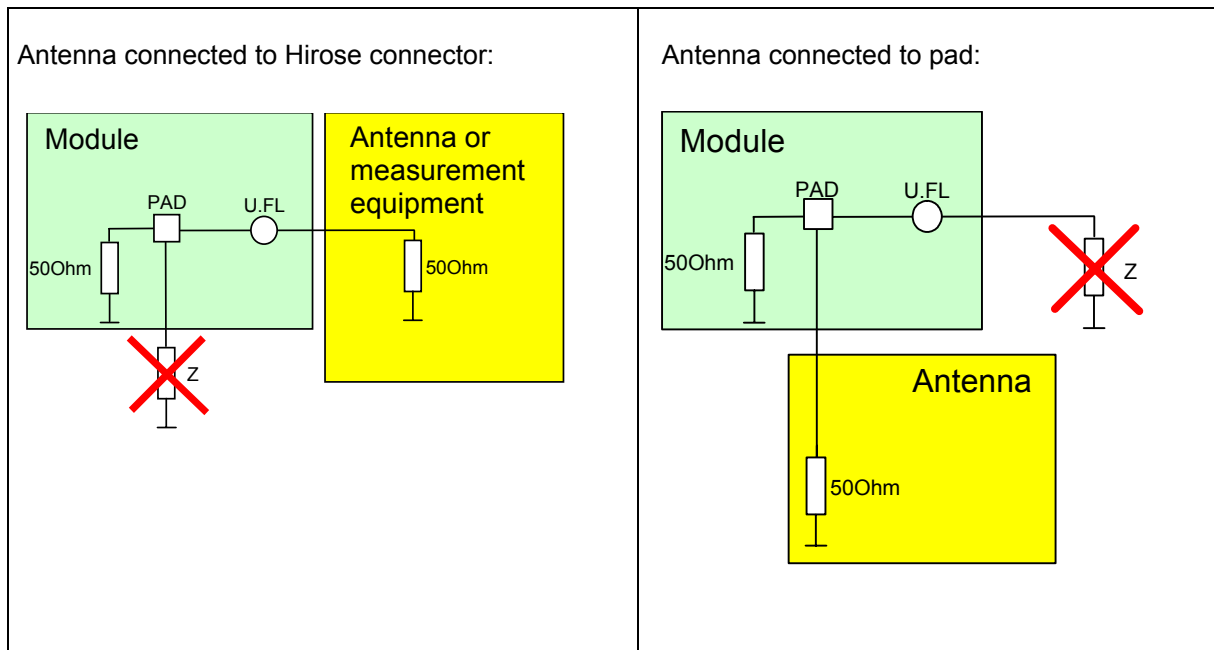 Antenna connected to Hirose connector:
Module
PAD
U.FL
50Ohm
Z
Antenna or
measurement
equipment
50Ohm
Antenna connected to pad:
Module
PAD
U.FL
50Ohm
Z
Antenna
50Ohm